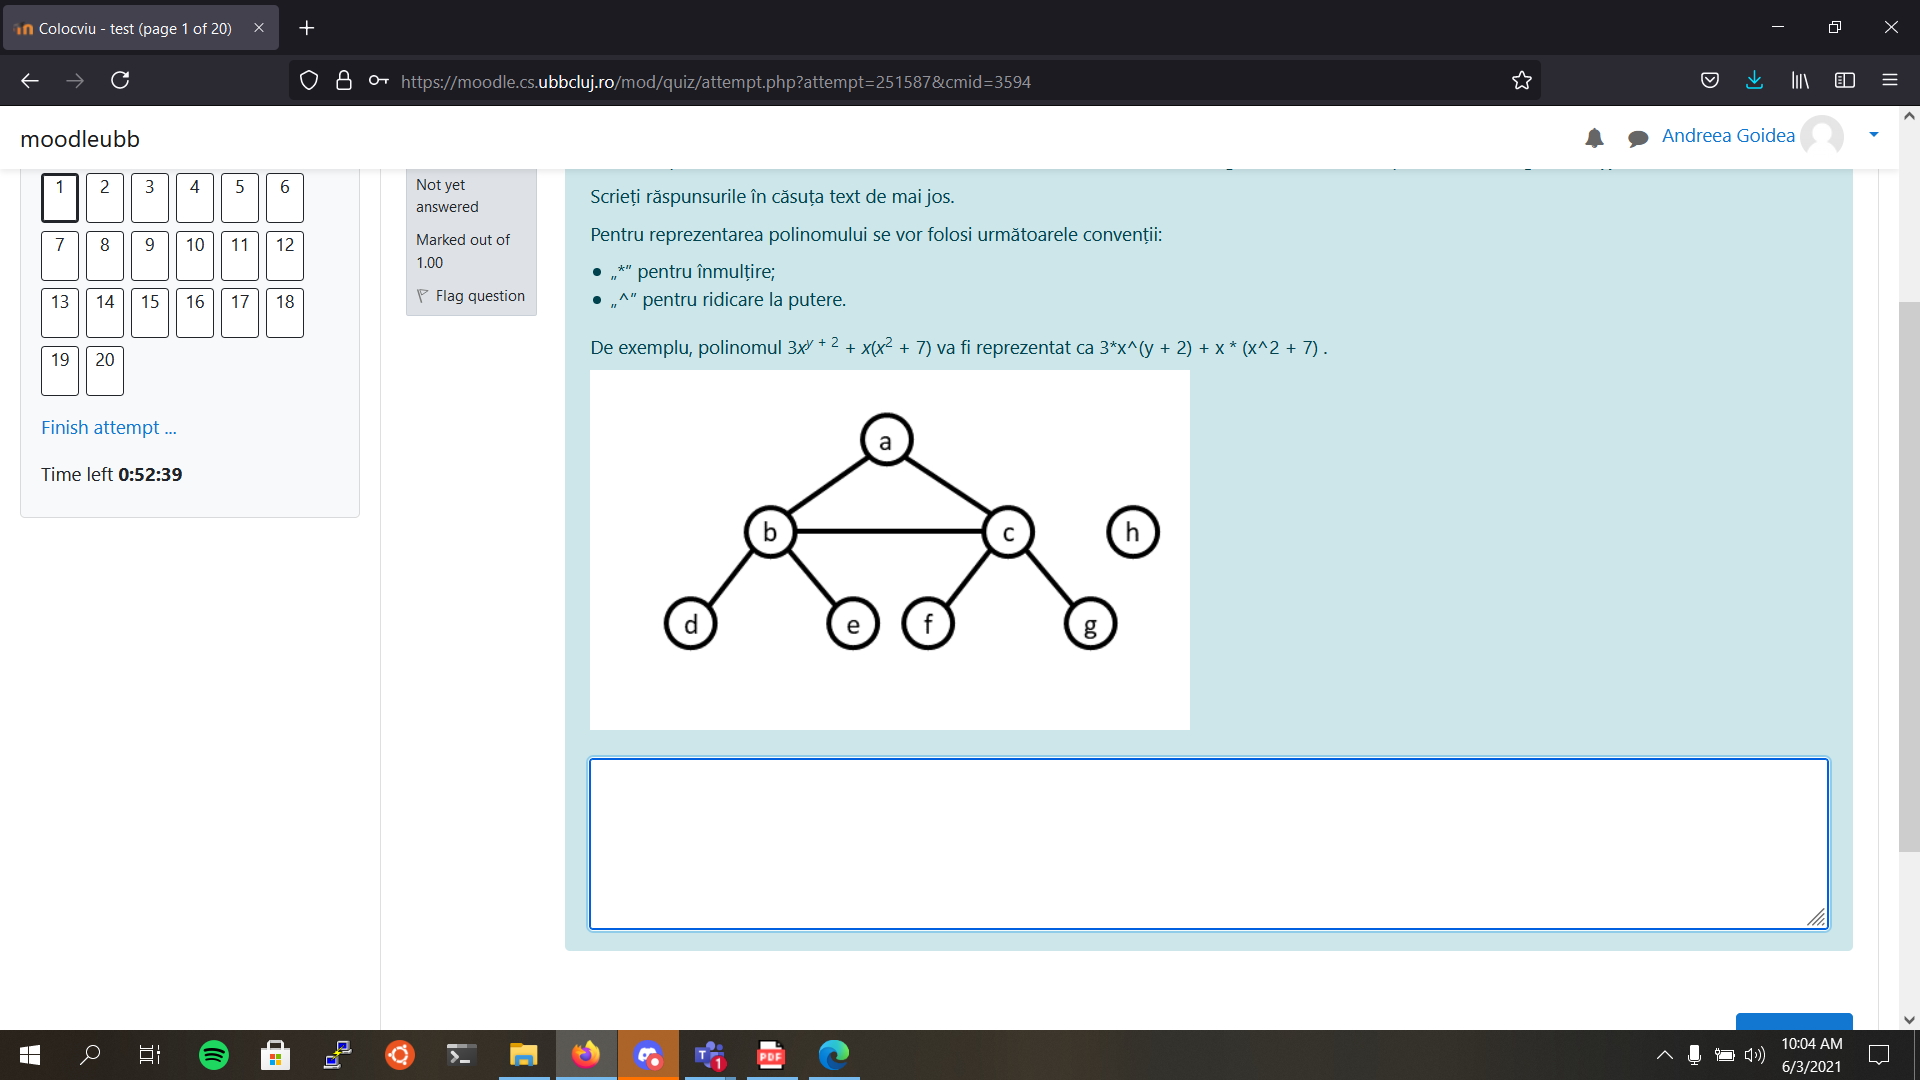 Colocviu - test (page 1 of 20)
https://moodle.cs.ubbcluj.ro/mod/quiz/attempt.php?attempt=251587&cmid=3594
moodleubb
Andreea Goidea
1 2 3 4 5 6
7 8 9 10 11 12
13 14 15 16 17 18
19 20
Finish attempt ...
Time left 0:52:39
Not yet
answered
Marked out of
1.00
Flag question
Scrieți răspunsurile în căsuța text de mai jos.
Pentru reprezentarea polinomului se vor folosi următoarele convenții:
• „*” pentru înmulțire;
• „^” pentru ridicare la putere.
De exemplu, polinomul 3x^{y + 2} + x(x² + 7) va fi reprezentat ca 3*x^(y + 2) + x * (x^2 + 7) .
a
b c h
d e f g
T 1
PDF
10:04 AM
6/3/2021